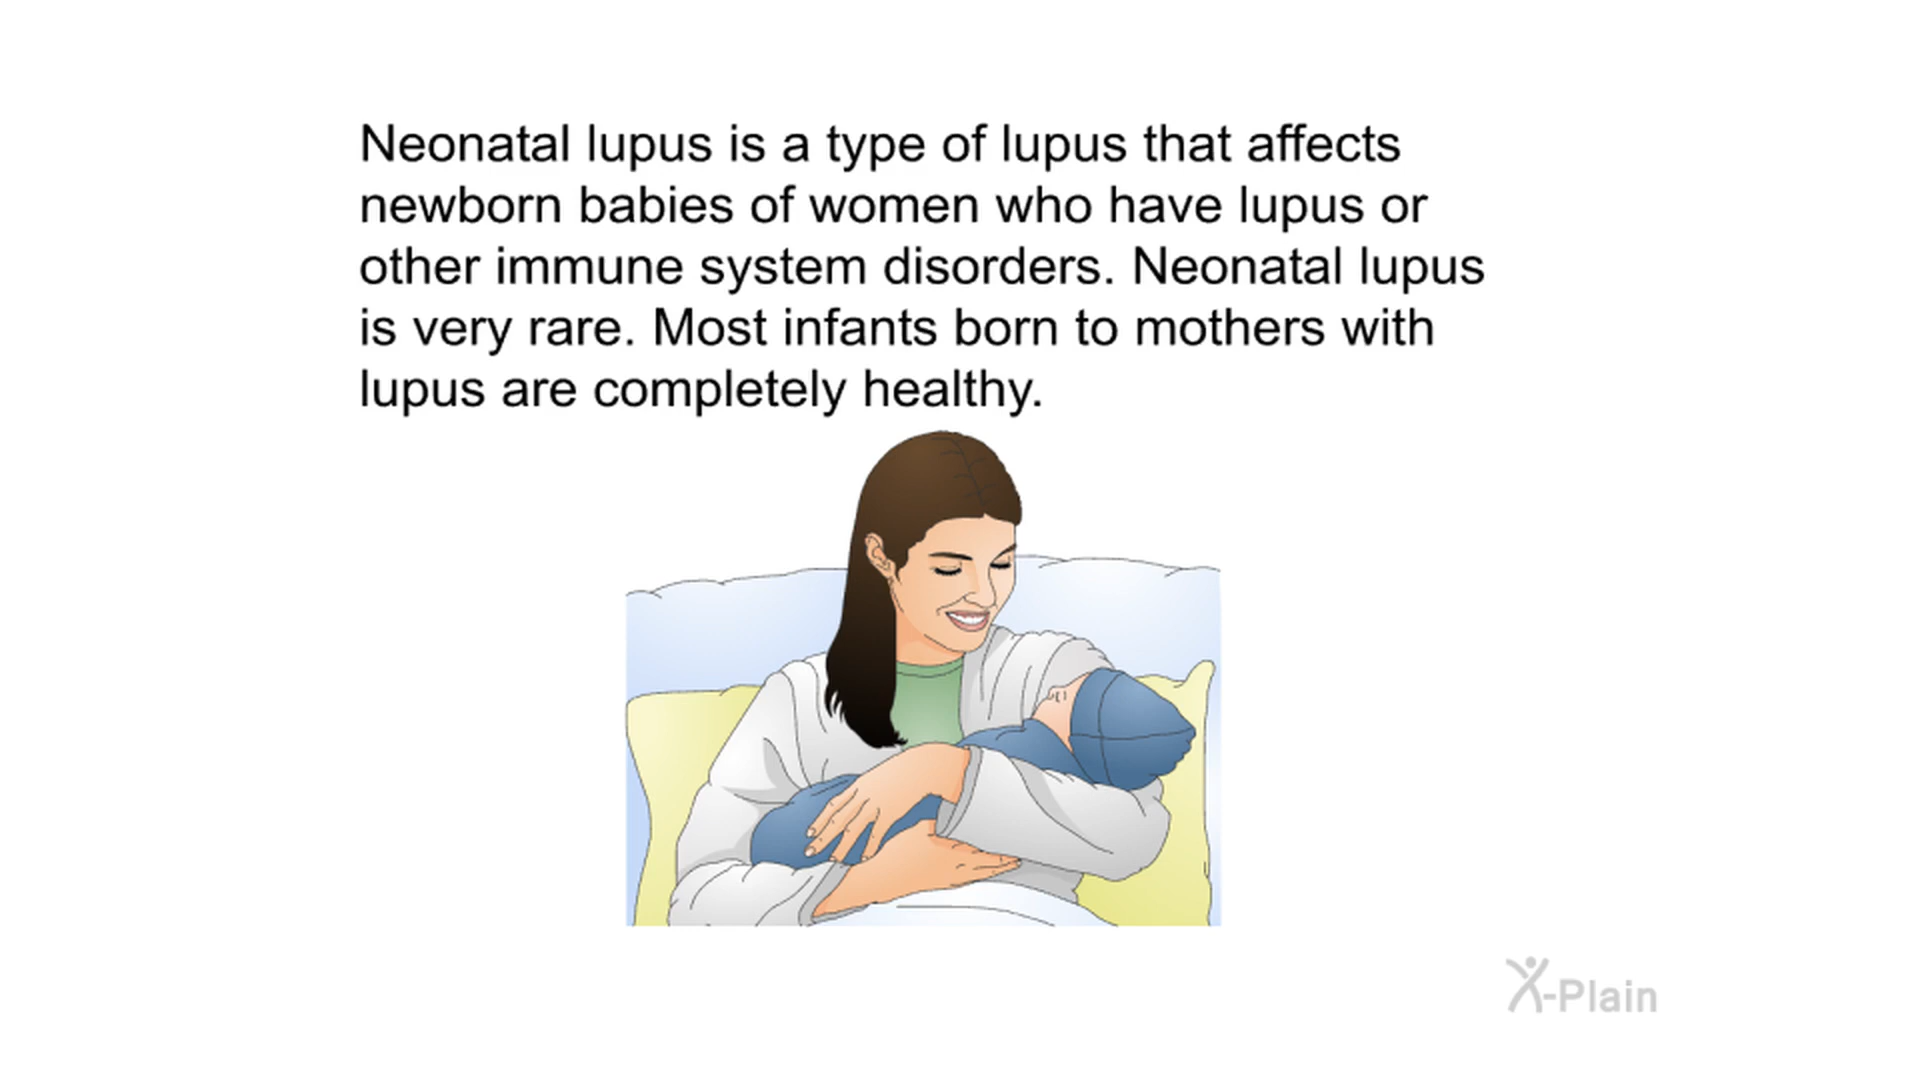 Neonatal lupus is a type of lupus that affects
newborn babies of women who have lupus or
other immune system disorders. Neonatal lupus
is very rare. Most infants born to mothers with
lupus are completely healthy.
X-Plain